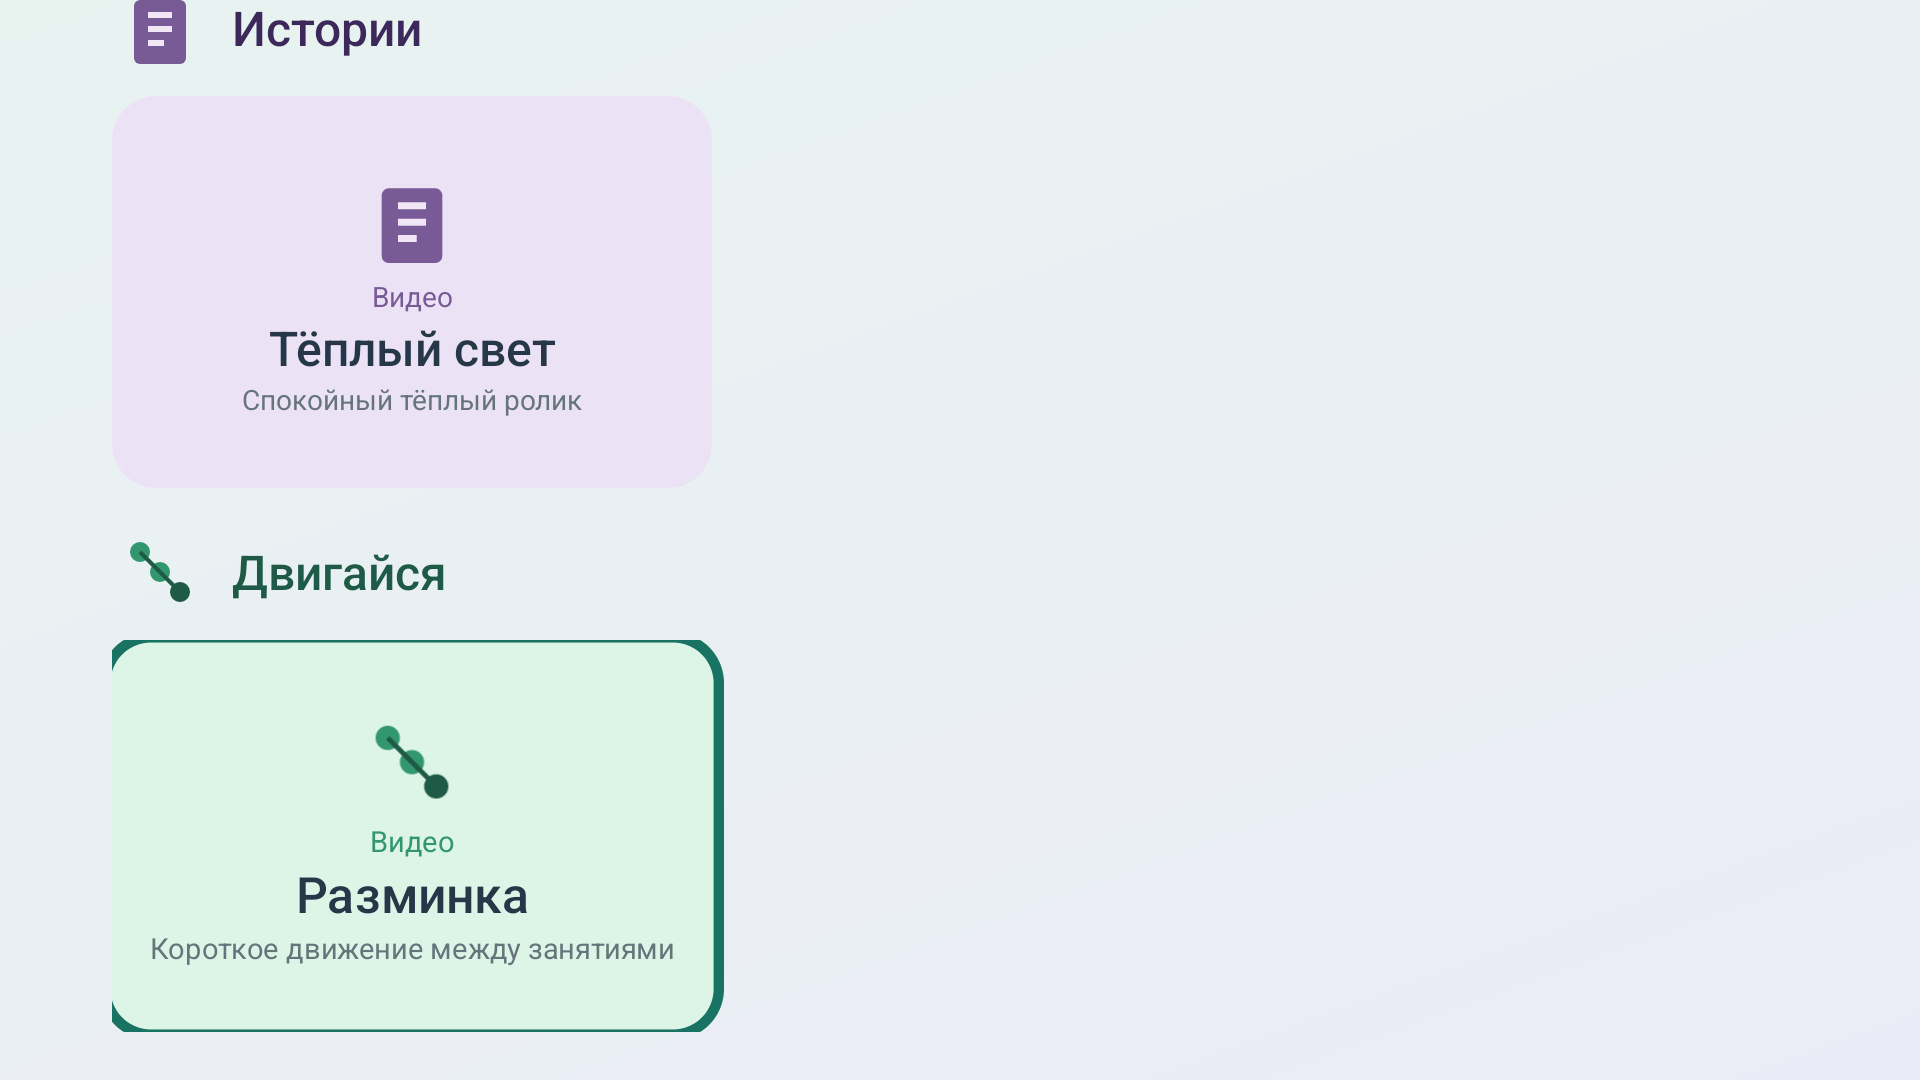 Истории
Видео
Тёплый свет
Спокойный тёплый ролик
Двигайся
Видео
Разминка
Короткое движение между занятиями